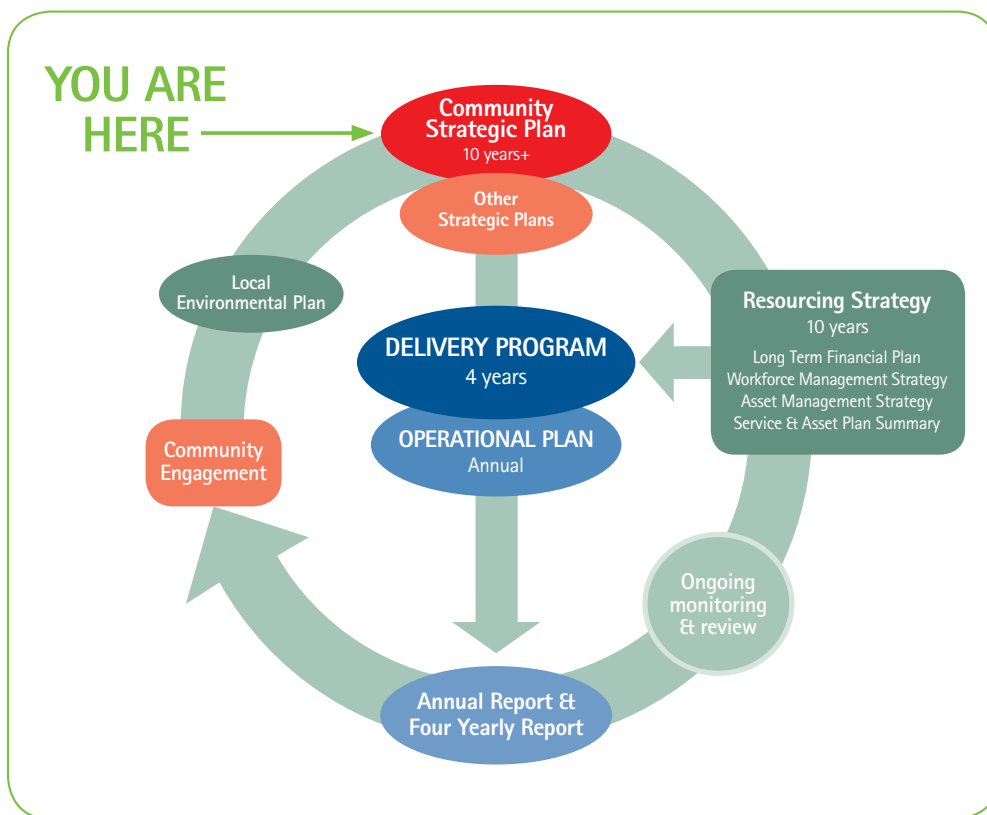 YOU ARE
HERE
Community
Strategic Plan
10 years+
Other
Strategic Plans
Local
Environmental Plan
Resourcing Strategy
10 years
Long Term Financial Plan
Workforce Management Strategy
Asset Management Strategy
Service & Asset Plan Summary
DELIVERY PROGRAM
4 years
OPERATIONAL PLAN
Annual
Community
Engagement
Ongoing
monitoring
& review
Annual Report &
Four Yearly Report